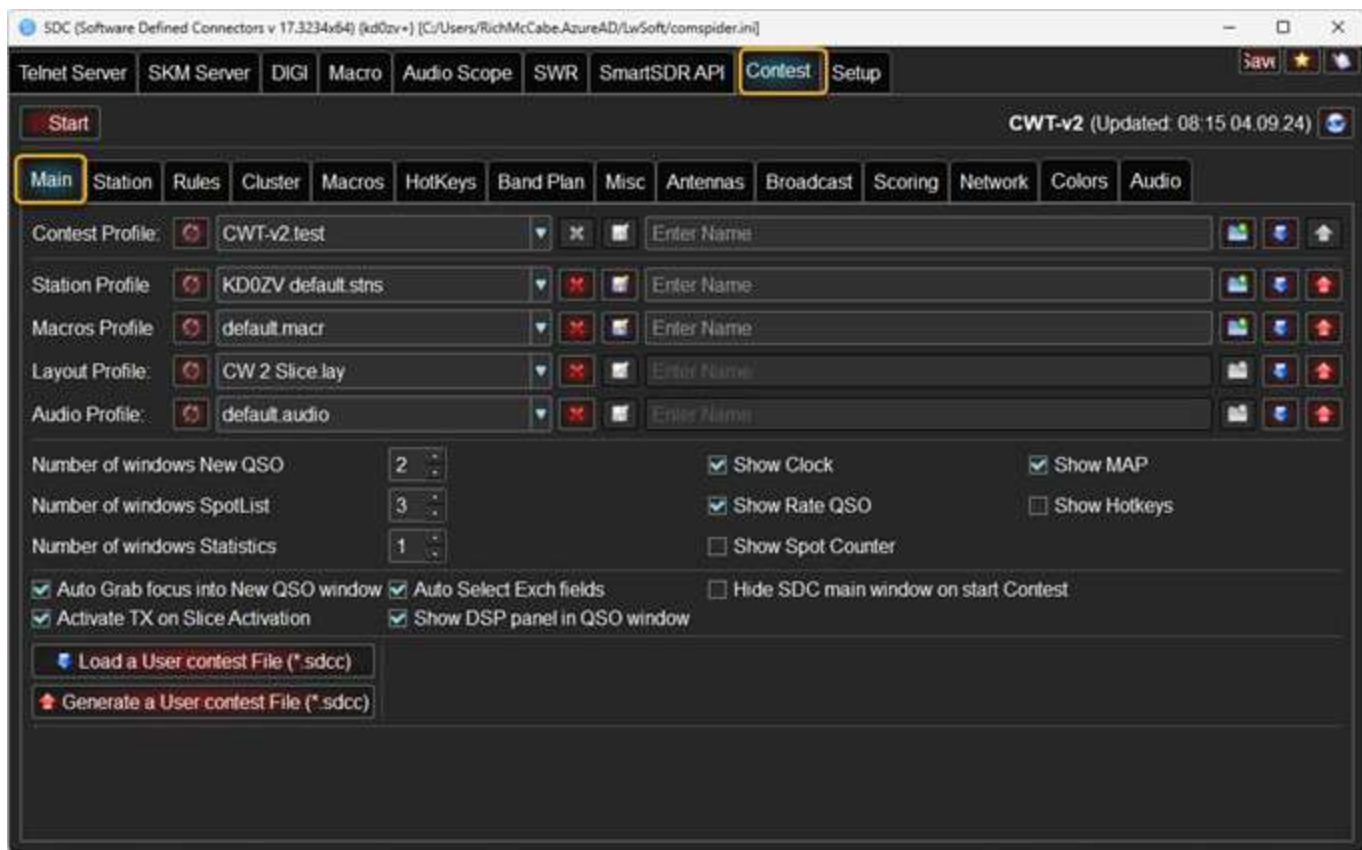 SDC (Software Defined Connectors v 17.3234x64) (kd0zv+) [C:/Users/RichMcCabe.AzureAD/LwSoft/comspider.ini]
Telnet Server SKM Server DIGI Macro Audio Scope SWR SmartSDR API Contest Setup Save
Start CWT-v2 (Updated: 08:15 04.09.24)
Main Station Rules Cluster Macros HotKeys Band Plan Misc Antennas Broadcast Scoring Network Colors Audio
Contest Profile: CWT-v2.test Enter Name
Station Profile KD0ZV default.stns Enter Name
Macros Profile default.macr Enter Name
Layout Profile: CW 2 Slice.lay Enter Name
Audio Profile: default.audio Enter Name
Number of windows New QSO 2 Show Clock Show MAP
Number of windows SpotList 3 Show Rate QSO Show Hotkeys
Number of windows Statistics 1 Show Spot Counter
Auto Grab focus into New QSO window Auto Select Exch fields Hide SDC main window on start Contest
Activate TX on Slice Activation Show DSP panel in QSO window
Load a User contest File (*.sdcc)
Generate a User contest File (*.sdcc)